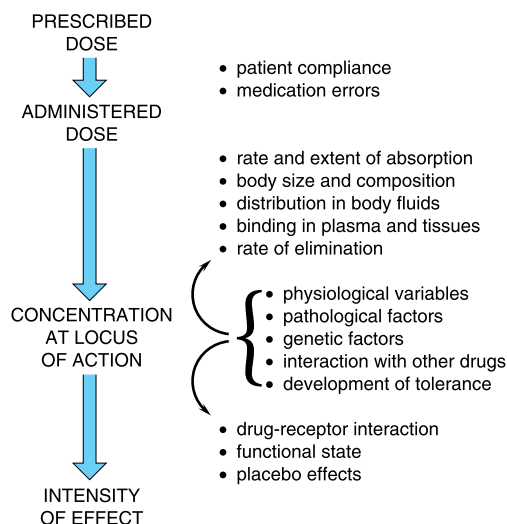 PRESCRIBED
DOSE
• patient compliance
• medication errors
ADMINISTERED
DOSE
• rate and extent of absorption
• body size and composition
• distribution in body fluids
• binding in plasma and tissues
• rate of elimination
• physiological variables
• pathological factors
• genetic factors
• interaction with other drugs
• development of tolerance
CONCENTRATION
AT LOCUS
OF ACTION
• drug-receptor interaction
• functional state
• placebo effects
INTENSITY
OF EFFECT